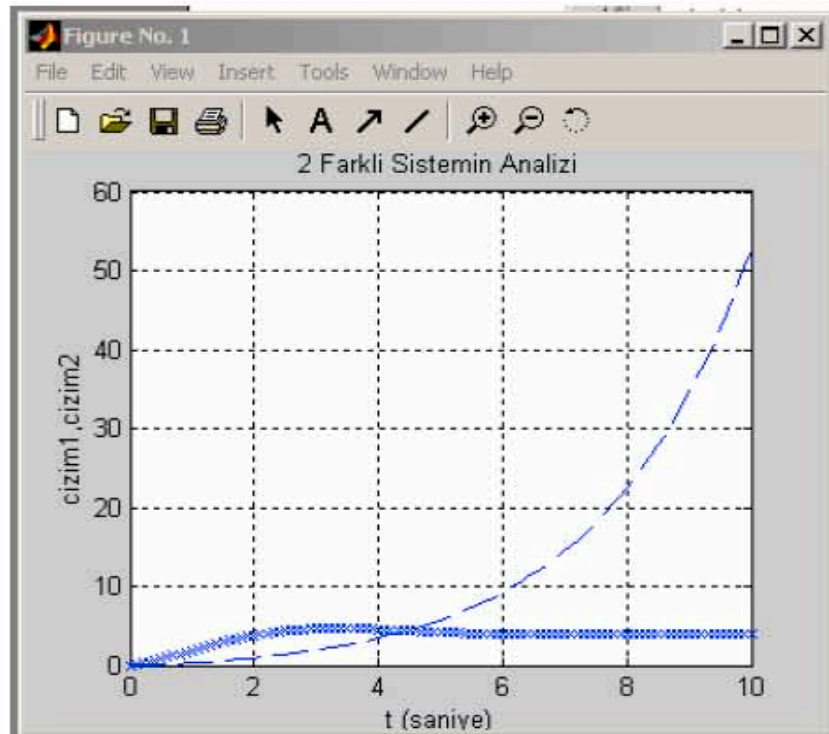 Figure No. 1
File Edit View Insert Tools Window Help
A
2 Farkli Sistemin Analizi
60
50
40
30
20
10
0
cizim1,cizim2
0 2 4 6 8 10
t (saniye)